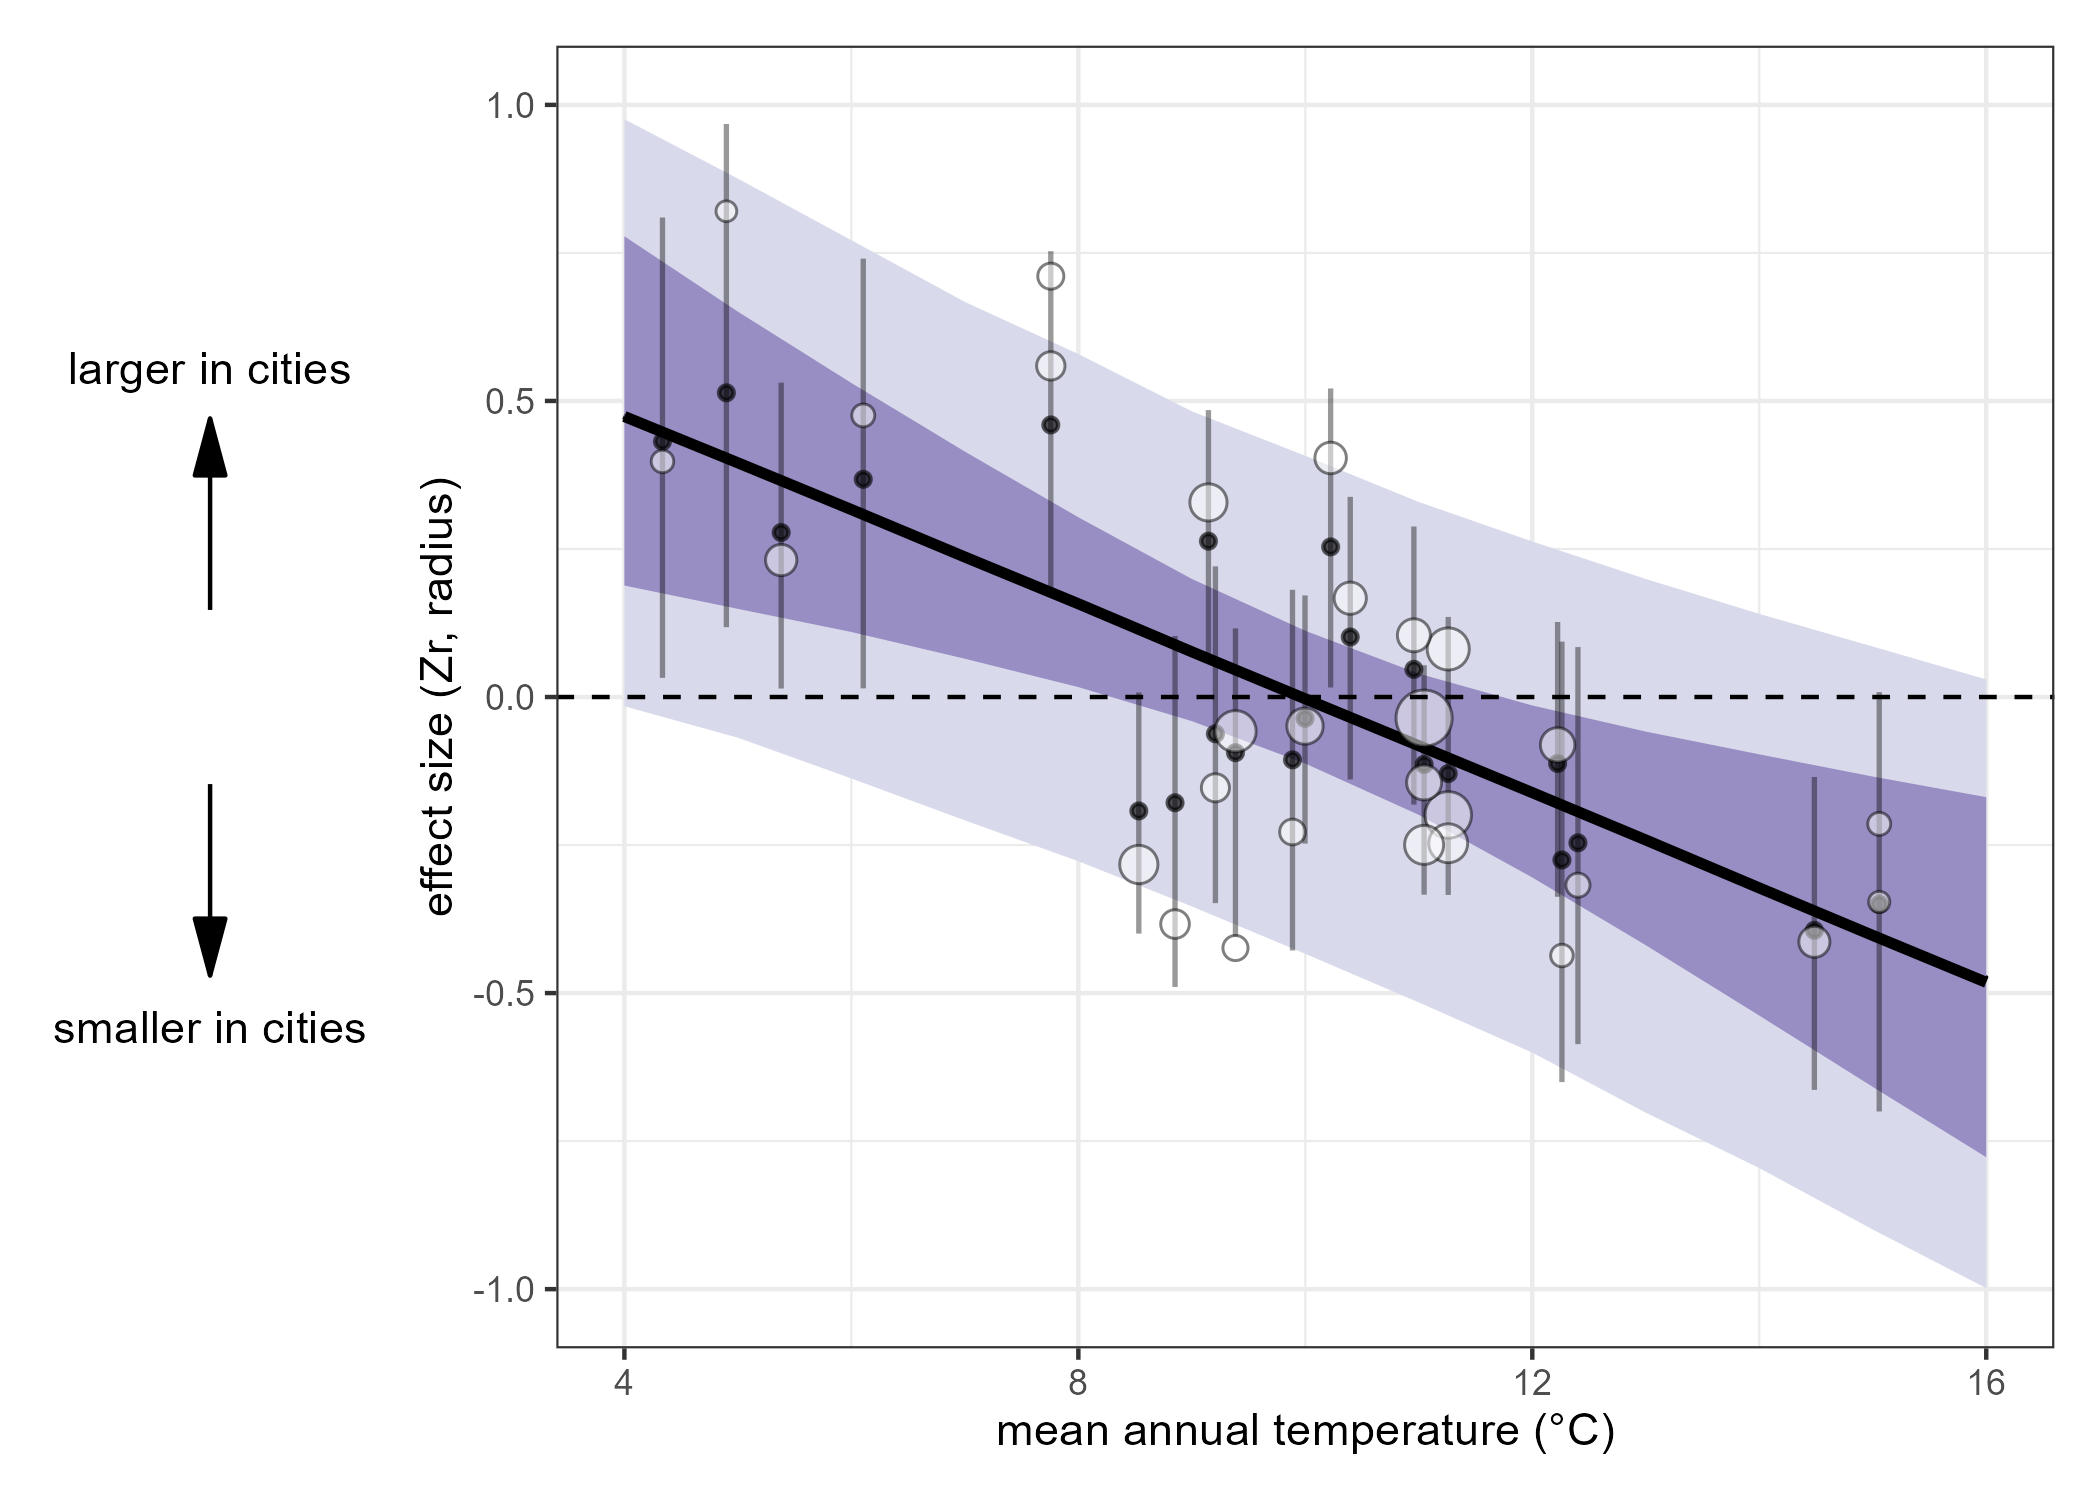 larger in cities
smaller in cities
effect size (Zr, radius)
1.0
0.5
0.0
-0.5
-1.0
4
8
12
16
mean annual temperature (°C)